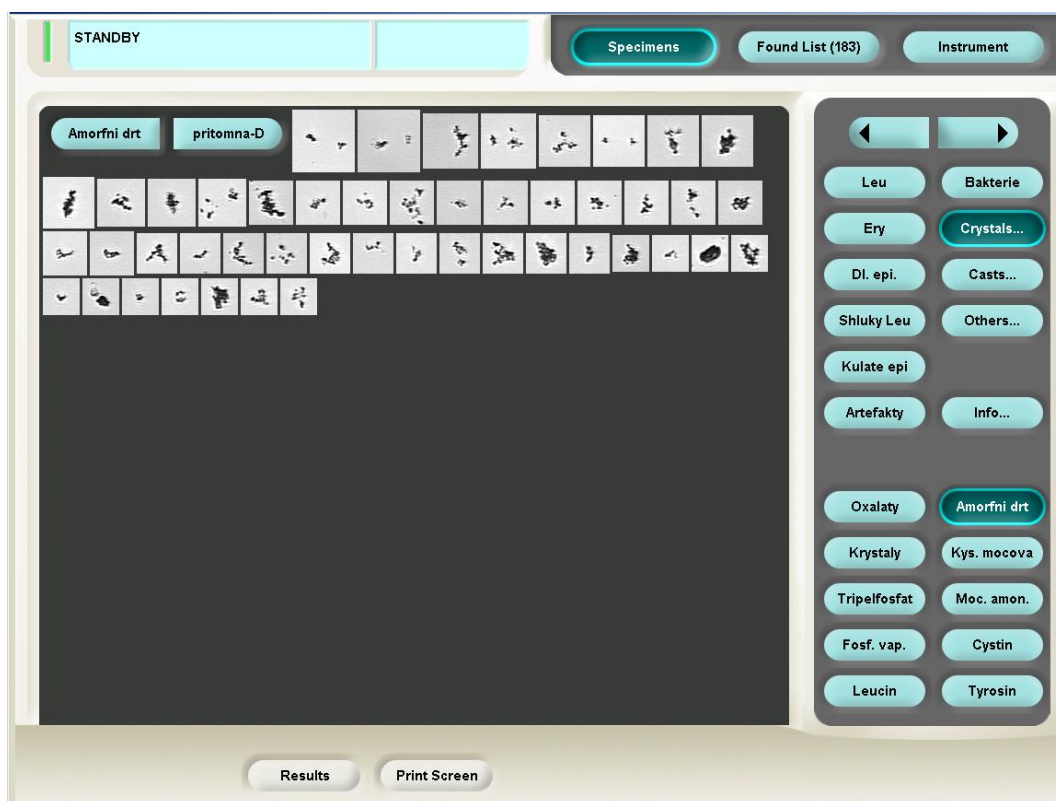 STANDBY
Specimens
Found List (183)
Instrument
Amorfni drt
pritomna-D
Leu
Bakterie
Ery
Crystals...
Dl. epi.
Casts...
Shluky Leu
Others...
Kulate epi
Artefakty
Info...
Oxalaty
Amorfni drt
Krystaly
Kys. mocova
Tripelfosfat
Moc. amon.
Fosf. vap.
Cystin
Leucin
Tyrosin
Results
Print Screen